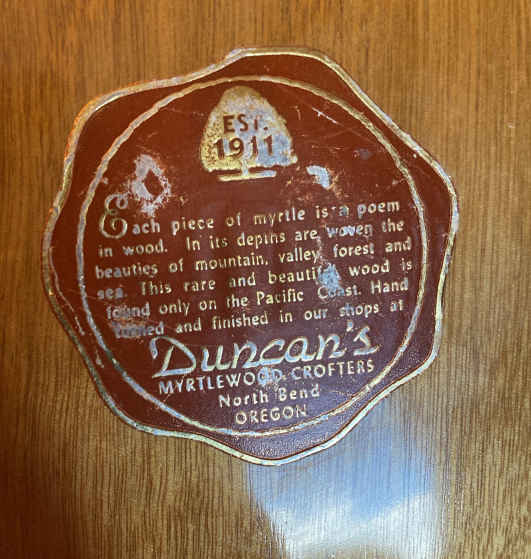 EST.
1911
Each piece of myrtle is a poem
in wood. In its depths are woven the
beauties of mountain, valley, forest and
sea. This rare and beautiful wood is
found only on the Pacific Coast. Hand
turned and finished in our shops at
Duncan's
MYRTLEWOOD CROFTERS
North Bend
OREGON